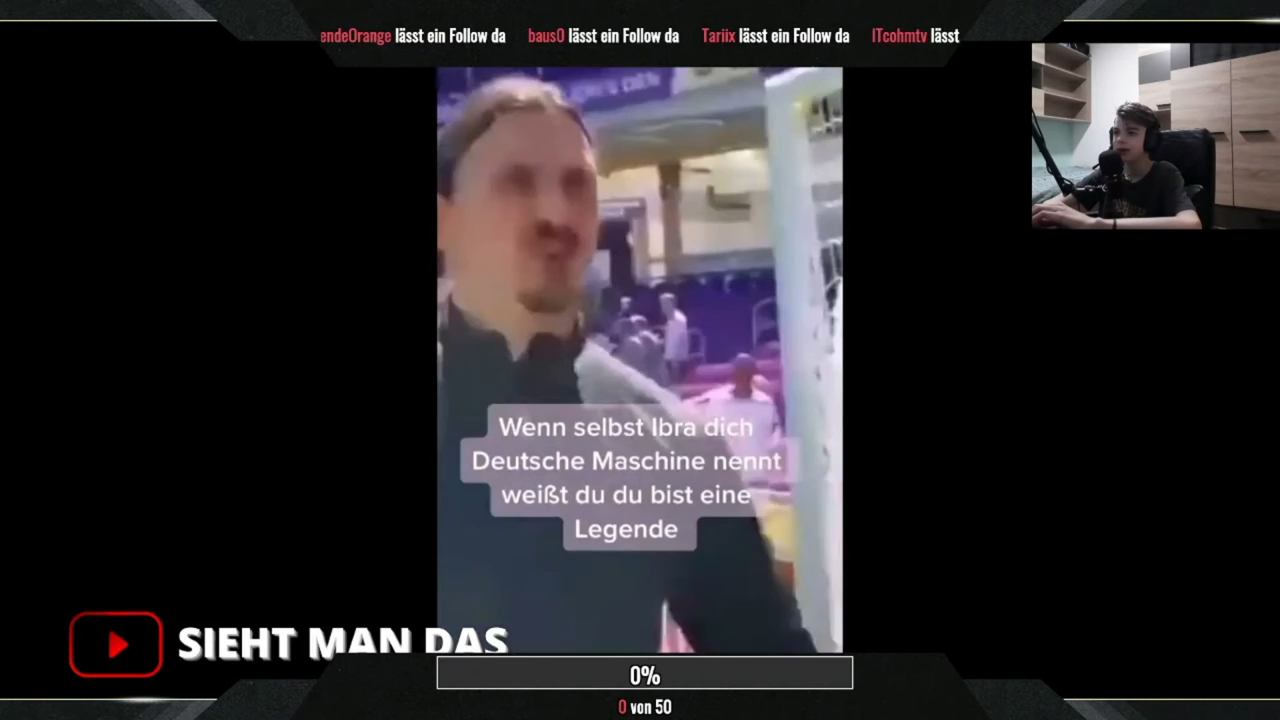 endeOrange lässt ein Follow da baus0 lässt ein Follow da Tariix lässt ein Follow da ITcohmtv lässt
Wenn selbst Ibra dich
Deutsche Maschine nennt
weißt du du bist eine
Legende
SIEHT MAN DAS
0%
0 von 50